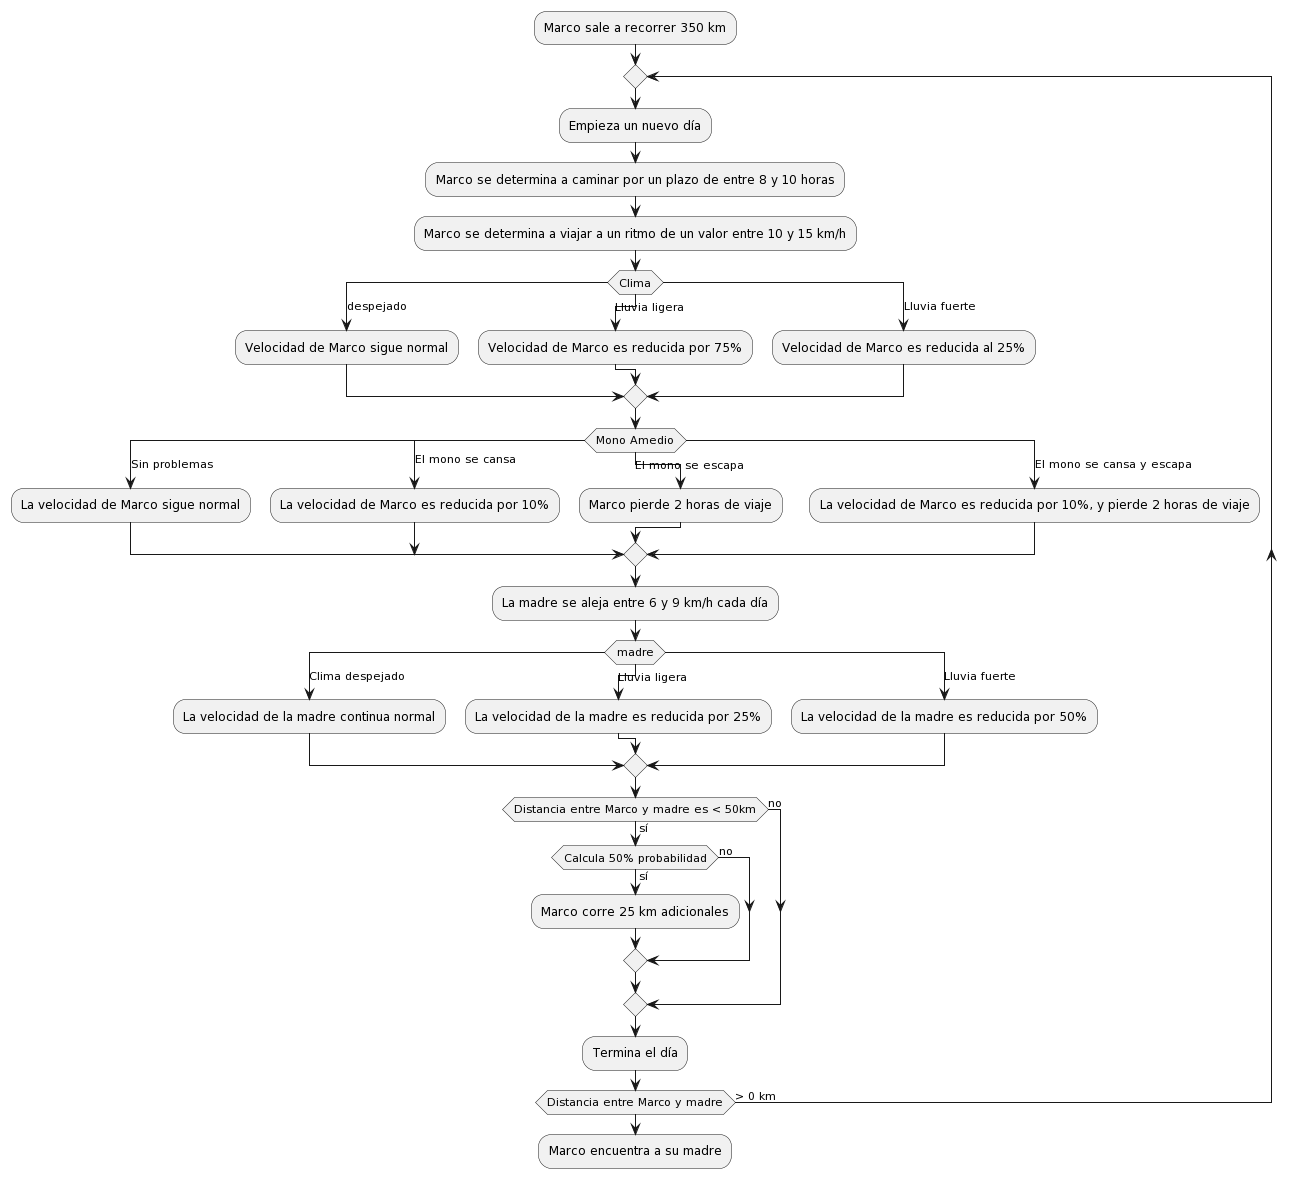 Marco sale a recorrer 350 km
Empieza un nuevo día
Marco se determina a caminar por un plazo de entre 8 y 10 horas
Marco se determina a viajar a un ritmo de un valor entre 10 y 15 km/h
Clima
despejado
Lluvia ligera
Lluvia fuerte
Velocidad de Marco sigue normal
Velocidad de Marco es reducida por 75%
Velocidad de Marco es reducida al 25%
Mono Amedio
Sin problemas
El mono se cansa
El mono se escapa
El mono se cansa y escapa
La velocidad de Marco sigue normal
La velocidad de Marco es reducida por 10%
Marco pierde 2 horas de viaje
La velocidad de Marco es reducida por 10%, y pierde 2 horas de viaje
La madre se aleja entre 6 y 9 km/h cada día
madre
Clima despejado
Lluvia ligera
Lluvia fuerte
La velocidad de la madre continua normal
La velocidad de la madre es reducida por 25%
La velocidad de la madre es reducida por 50%
Distancia entre Marco y madre es < 50km
no
sí
Calcula 50% probabilidad
no
sí
Marco corre 25 km adicionales
Termina el día
Distancia entre Marco y madre
> 0 km
Marco encuentra a su madre